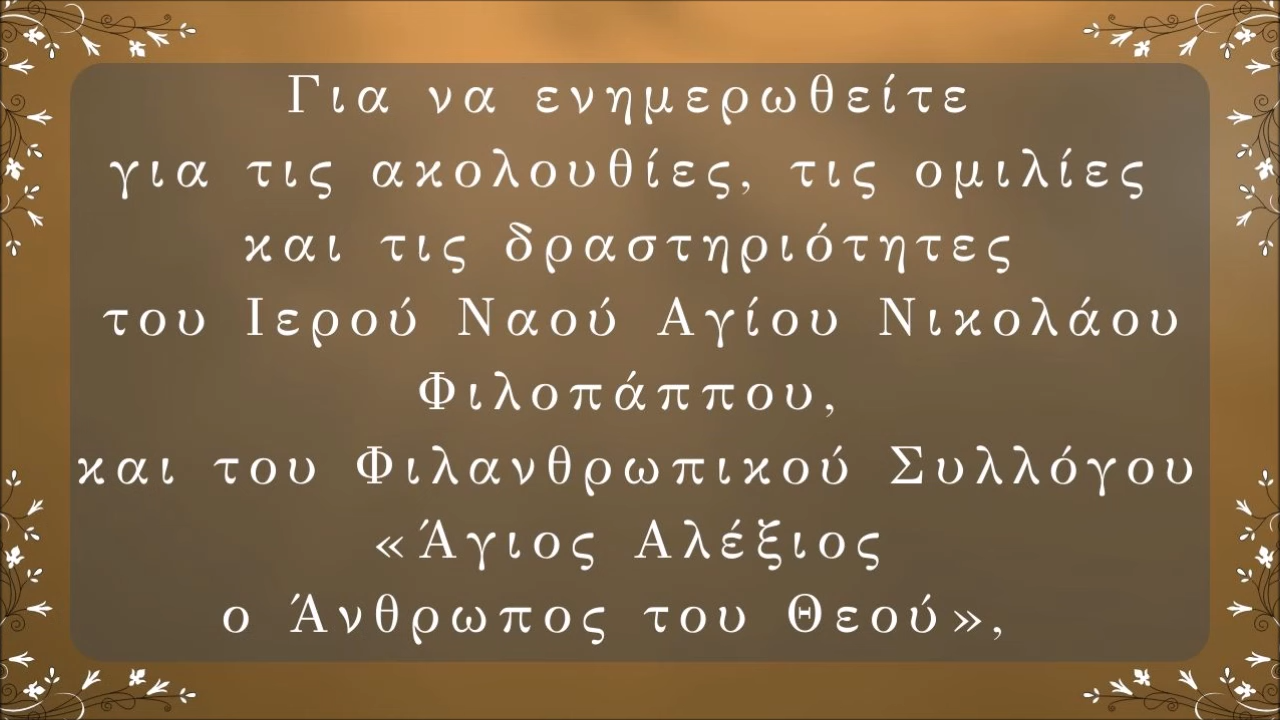 Για να ενημερωθείτε
για τις ακολουθίες, τις ομιλίες
και τις δραστηριότητες
του Ιερού Ναού Αγίου Νικολάου
Φιλοπάππου,
και του Φιλανθρωπικού Συλλόγου
«Άγιος Αλέξιος
ο Άνθρωπος του Θεού»,